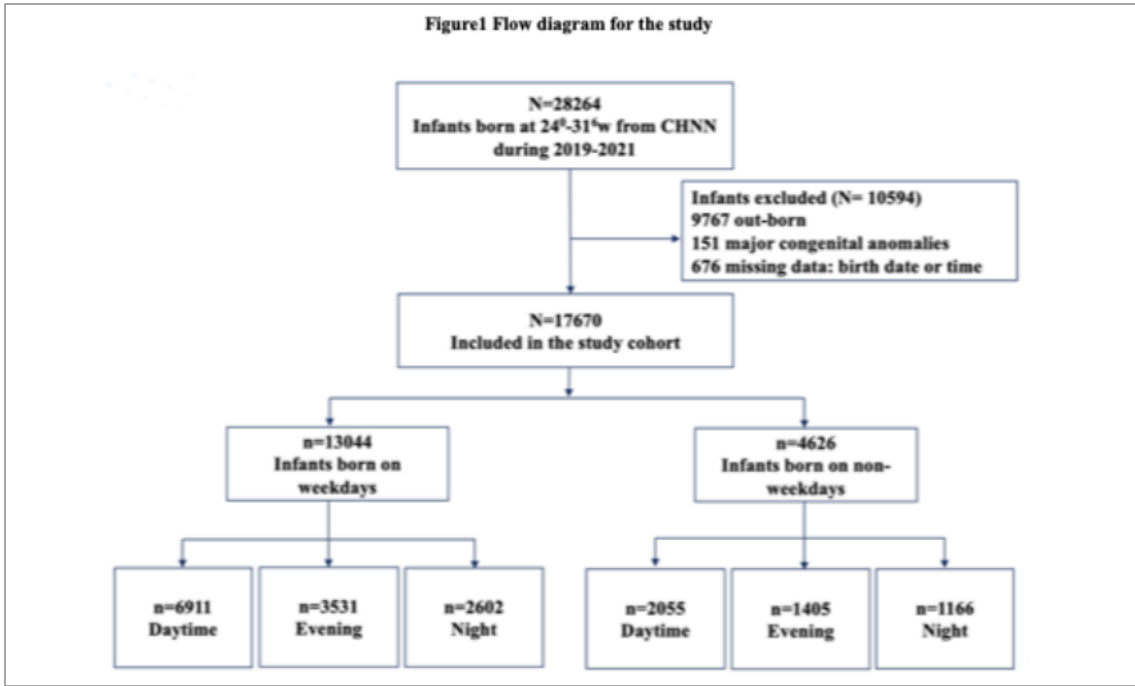 Figure1 Flow diagram for the study
N=28264
Infants born at 24⁰-31⁶w from CHNN
during 2019-2021
Infants excluded (N= 10594)
9767 out-born
151 major congenital anomalies
676 missing data: birth date or time
N=17670
Included in the study cohort
n=13044
Infants born on
weekdays
n=4626
Infants born on non-
weekdays
n=6911
Daytime
n=3531
Evening
n=2602
Night
n=2055
Daytime
n=1405
Evening
n=1166
Night